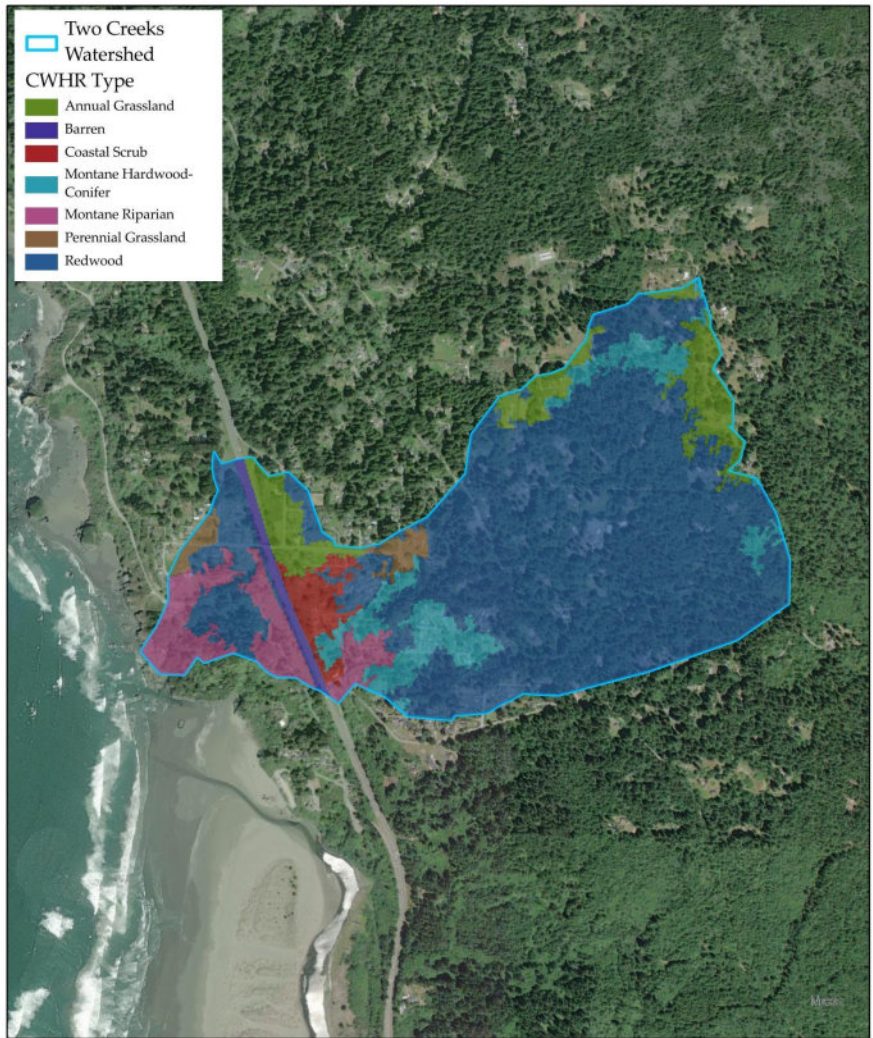 Two Creeks
Watershed
CWHR Type
Annual Grassland
Barren
Coastal Scrub
Montane Hardwood-
Conifer
Montane Riparian
Perennial Grassland
Redwood